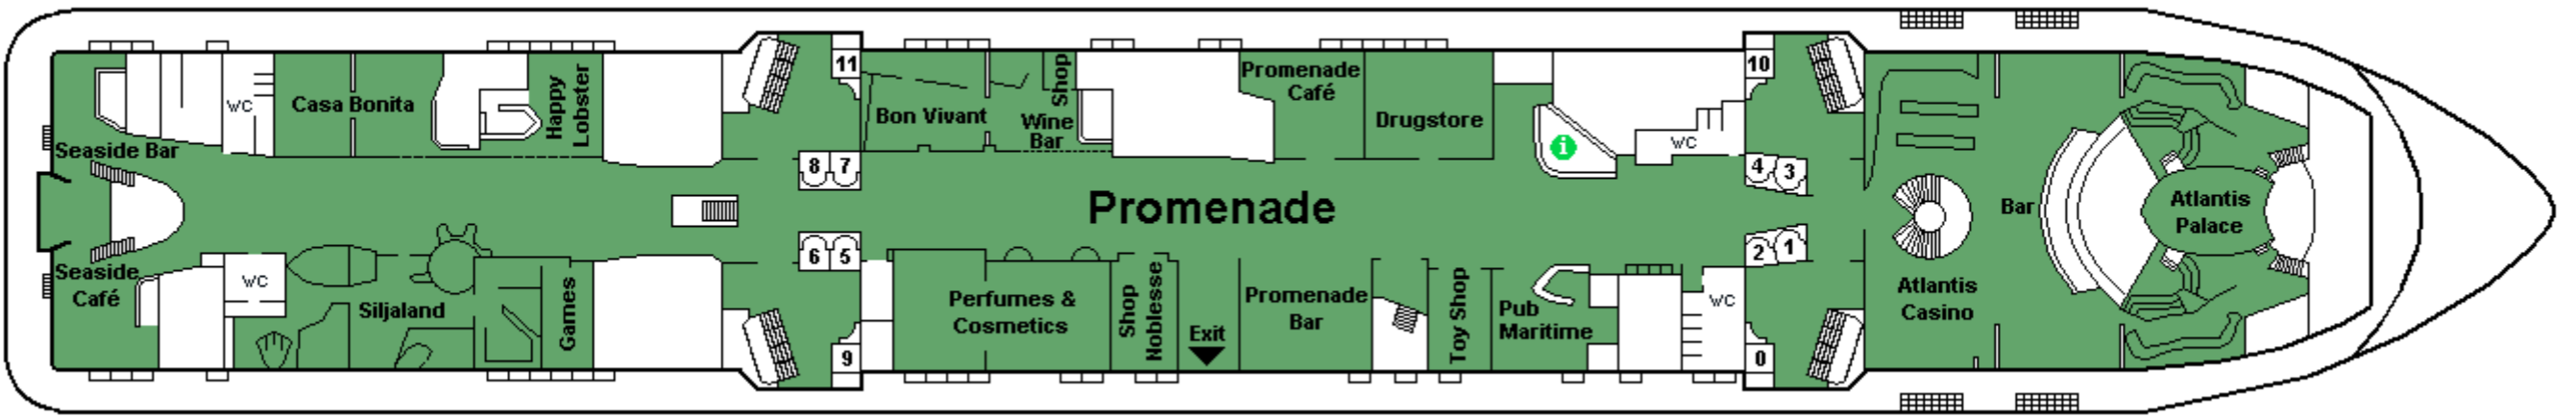 11
10
WC
Casa Bonita
Happy
Lobster
Bon Vivant
Shop
Wine
Bar
Promenade
Café
Drugstore
i
WC
Seaside Bar
8 7
4 3
Promenade
Bar
Atlantis
Palace
6 5
2 1
Seaside
Café
WC
Siljaland
Games
Perfumes &
Cosmetics
Shop
Noblesse
Exit
Promenade
Bar
Toy Shop
Pub
Maritime
WC
Atlantis
Casino
9
0